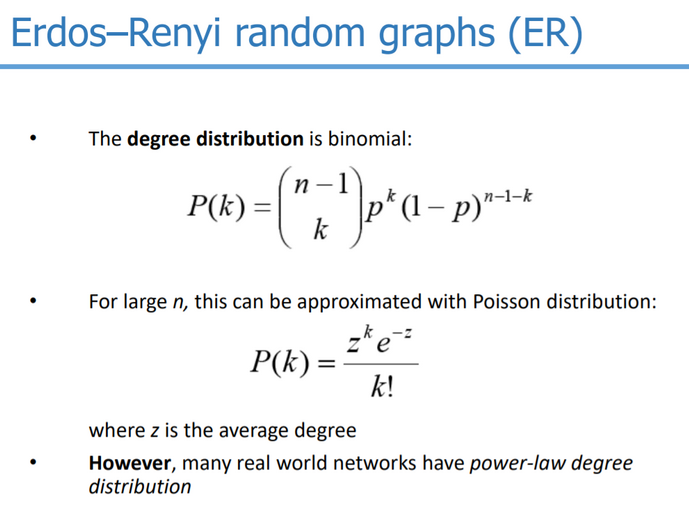 Erdos–Renyi random graphs (ER)
• The degree distribution is binomial:
P(k) = \binom{n-1}{k} p^k (1 - p)^{n-1-k}
• For large n, this can be approximated with Poisson distribution:
P(k) = \frac{z^k e^{-z}}{k!}
where z is the average degree
• However, many real world networks have power-law degree
distribution